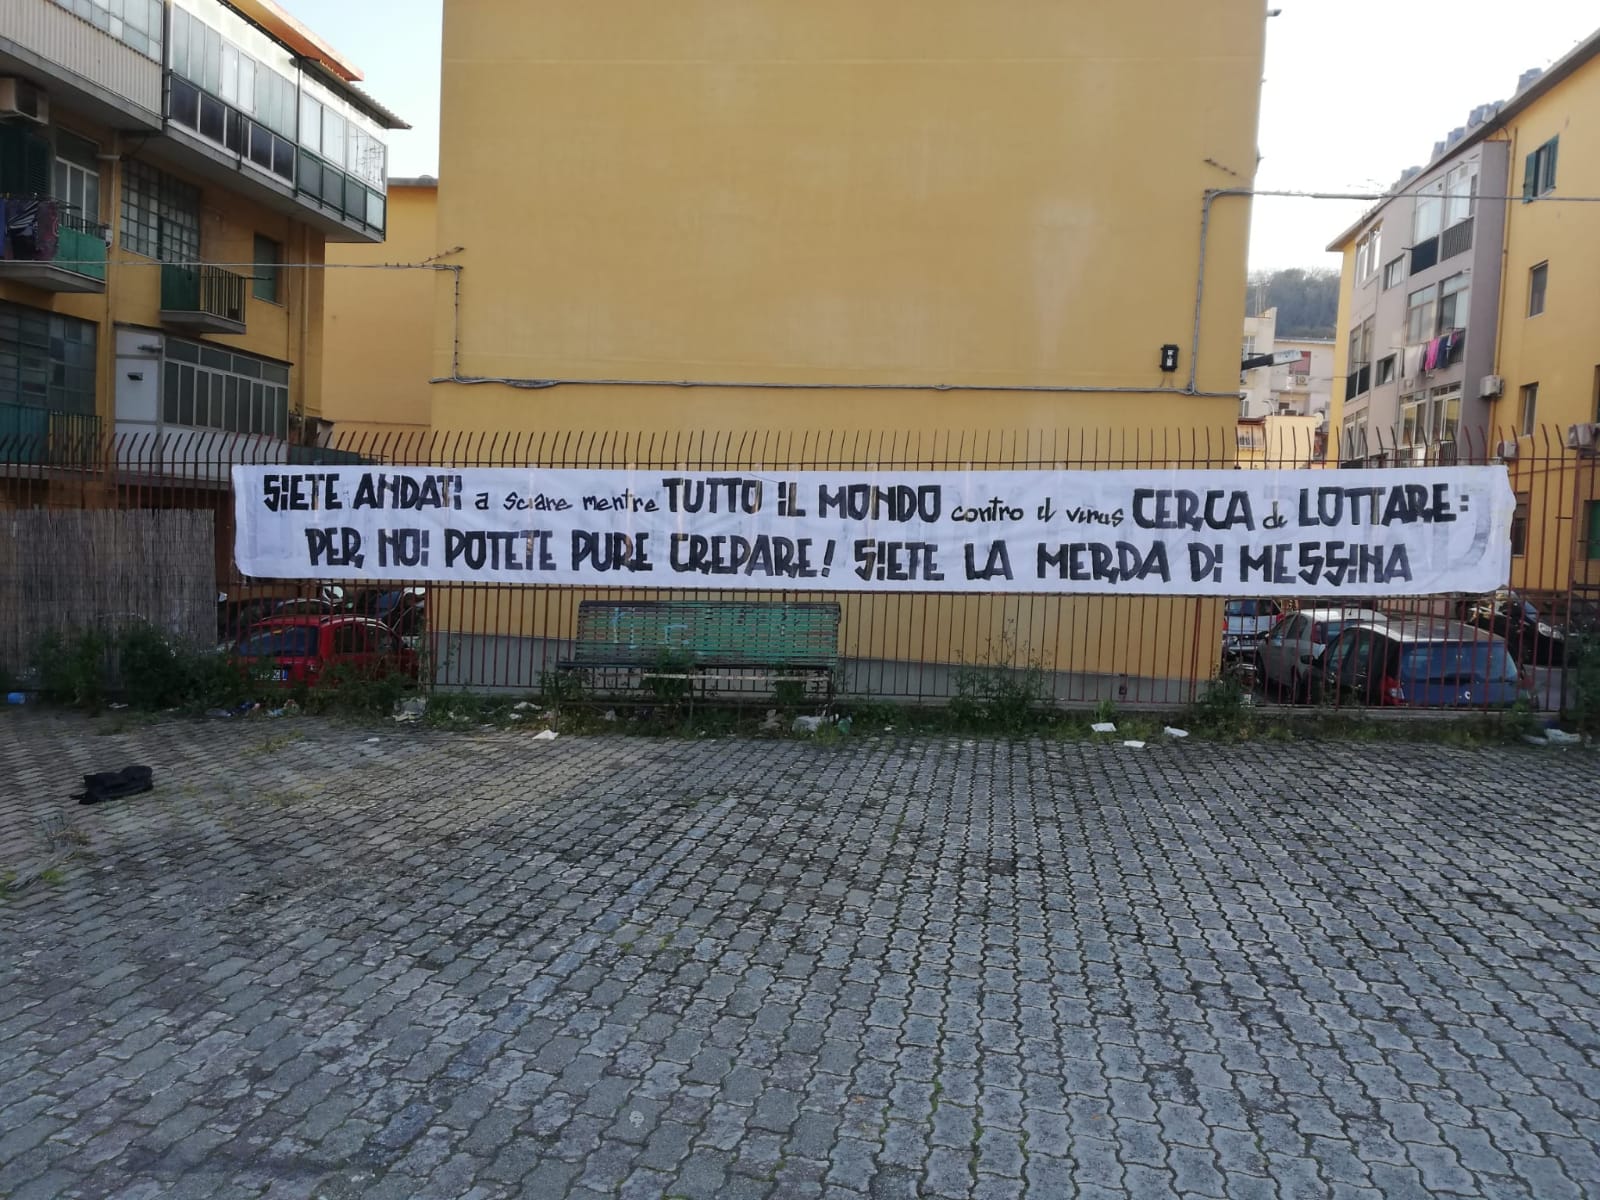 SiETE ANDATi a sciare mentre TUTTO iL MONDO contro il virus CERCA di LOTTARE:
PER NOi POTETE PURE CREPARE! SiETE LA MERDA Di MESSiNA